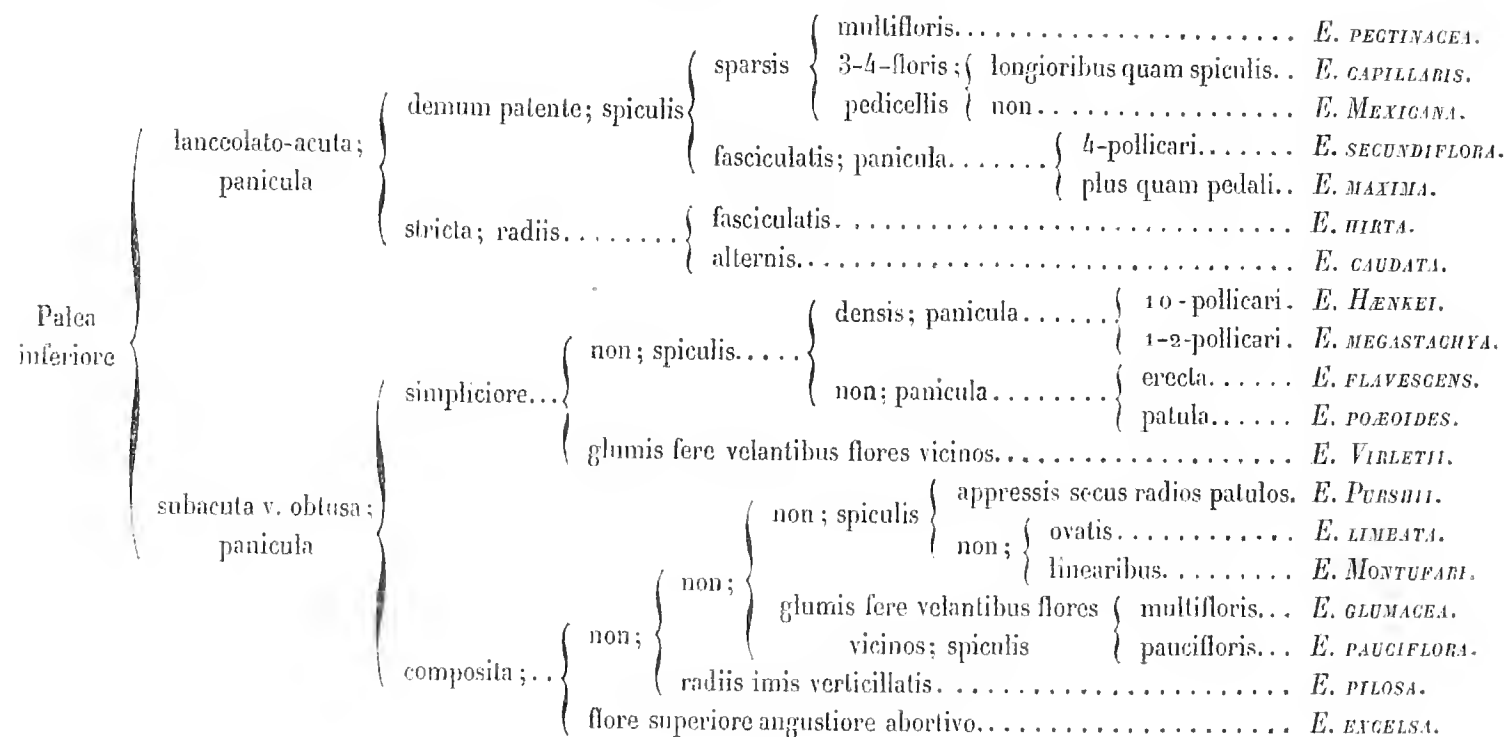 multifloris...................... E. PECTINACEA.
sparsis
3-4-floris; longioribus quam spiculis.. E. CAPILLARIS.
demum patente; spiculis
pedicellis non................ E. MEXICANA.
lanceolato-acuta;
panicula
fasciculatis; panicula....... 4-pollicari....... E. SECUNDIFLORA.
plus quam pedali.. E. MAXIMA.
stricta; radiis........ fasciculatis............................ E. HIRTA.
alternis............................... E. CAUDATA.
Palea
inferiore
densis; panicula...... 10-pollicari. E. HÆNKEI.
non; spiculis..... 1-2-pollicari. E. MEGASTACHYA.
simpliciore...
non; panicula........ erecta...... E. FLAVESCENS.
patula...... E. POÆOIDES.
glumis fere velantibus flores vicinos................... E. VIRLETII.
subacuta v. obtusa;
panicula
non; spiculis appressis secus radios patulos. E. PURSHII.
non; ovatis............ E. LIMBATA.
linearibus......... E. MONTUFARI.
non;
glumis fere velantibus flores multifloris... E. GLUMACEA.
non;
vicinos; spiculis paucifloris... E. PAUCIFLORA.
composita;..
radiis imis verticillatis...................... E. PILOSA.
flore superiore angustiore abortivo................... E. EXCELSA.